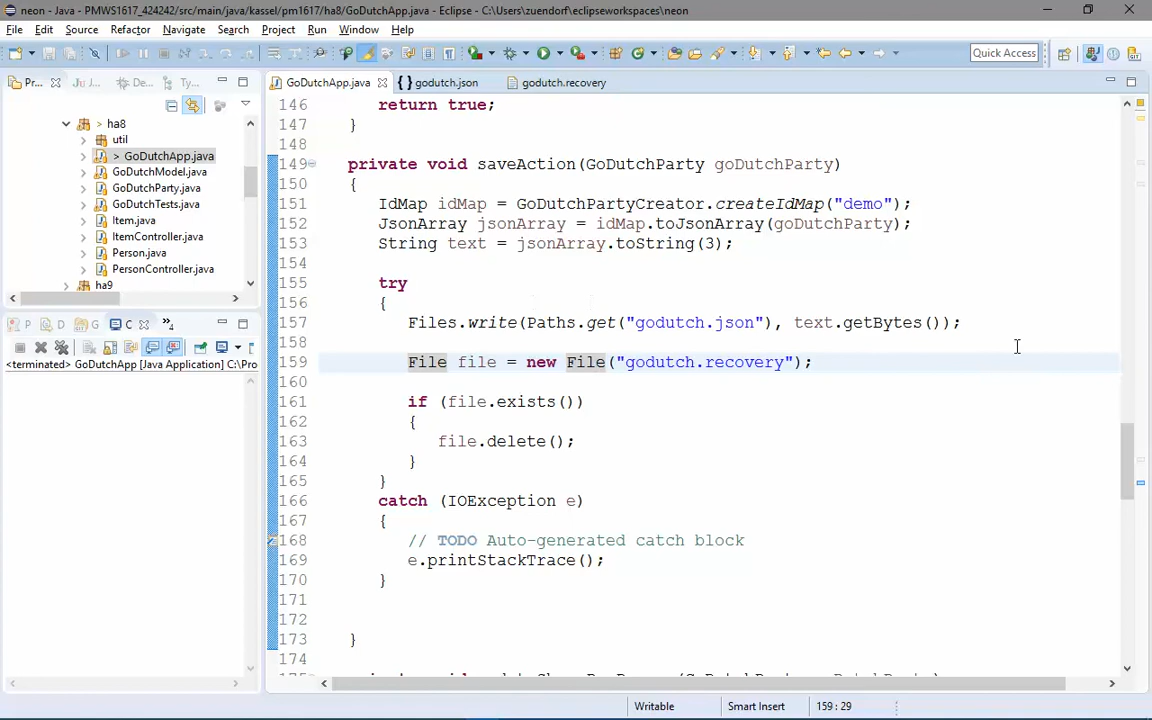 neon - Java - PMWS1617_424242/src/main/java/kassel/pm1617/ha8/GoDutchApp.java - Eclipse - C:\Users\zuendorf\eclipseworkspaces\neon
File Edit Source Refactor Navigate Search Project Run Window Help
Quick Access
Pr... J... De... Ty...
> ha8
util
> GoDutchApp.java
GoDutchModel.java
GoDutchParty.java
GoDutchTests.java
Item.java
ItemController.java
Person.java
PersonController.java
ha9
P D G C »4
<terminated> GoDutchApp [Java Application] C:\Pro
GoDutchApp.java godutch.json godutch.recovery
146 return true;
147 }
148
149 private void saveAction(GoDutchParty goDutchParty)
150 {
151 IdMap idMap = GoDutchPartyCreator.createIdMap("demo");
152 JsonArray jsonArray = idMap.toJsonArray(goDutchParty);
153 String text = jsonArray.toString(3);
154
155 try
156 {
157 Files.write(Paths.get("godutch.json"), text.getBytes());
158
159 File file = new File("godutch.recovery");
160
161 if (file.exists())
162 {
163 file.delete();
164 }
165 }
166 catch (IOException e)
167 {
168 // TODO Auto-generated catch block
169 e.printStackTrace();
170 }
171
172
173 }
174
Writable Smart Insert 159 : 29